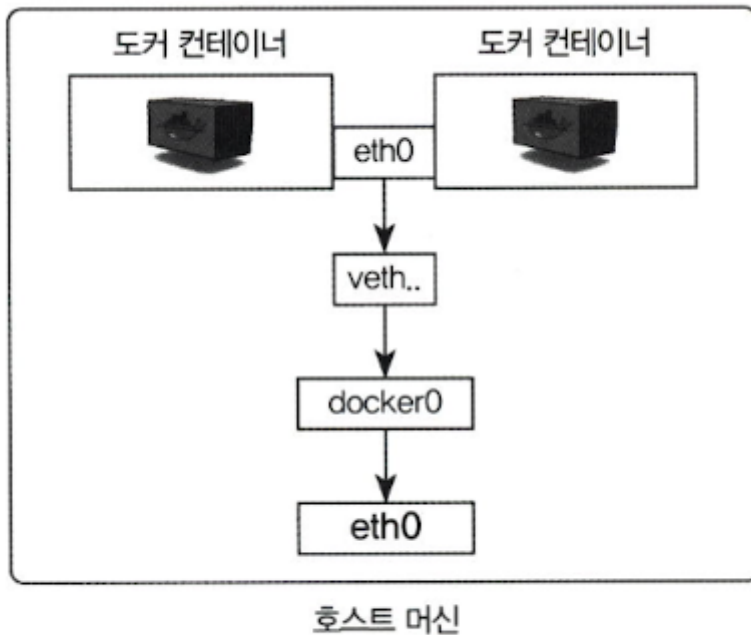 도커 컨테이너 도커 컨테이너
eth0
veth..
docker0
eth0
호스트 머신